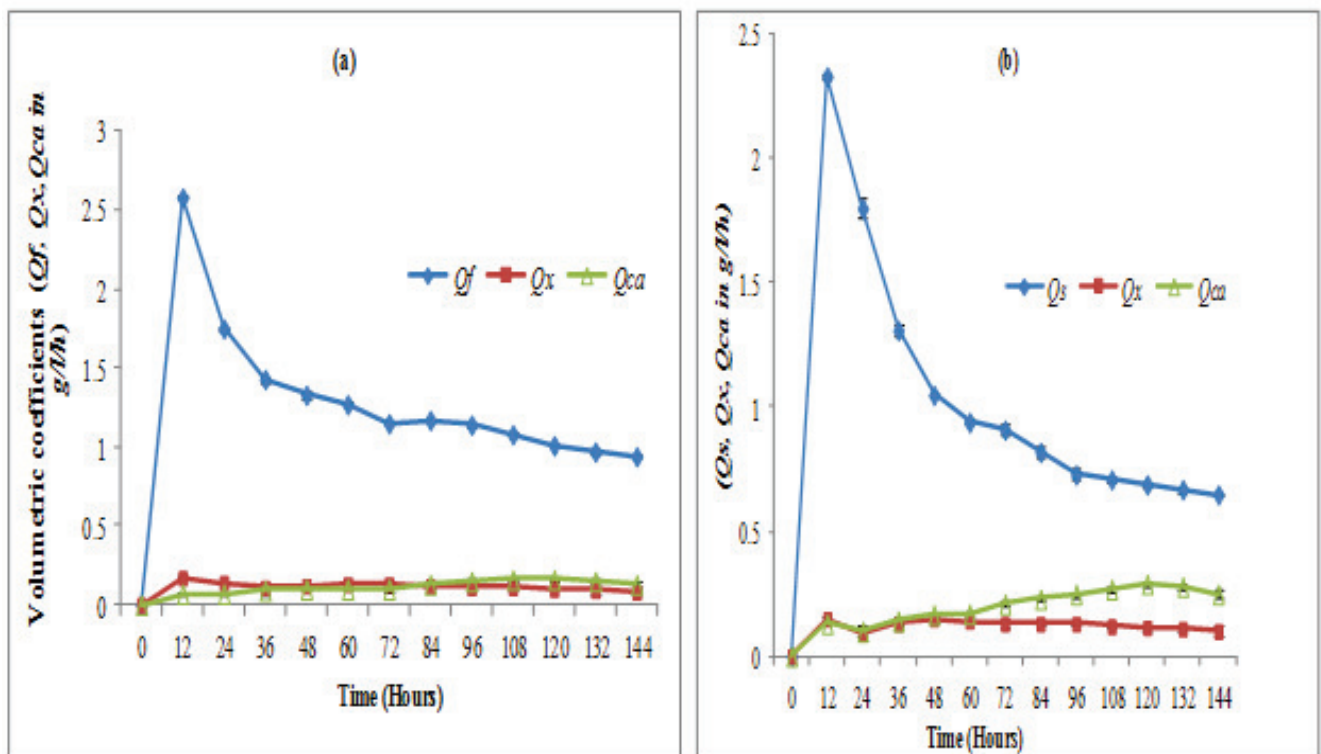 (a)
Volumetric coefficients ((Qf, Qx, Qca in
g/l/h)
3
2.5
2
1.5
1
0.5
0
Qf Qx Qca
0 12 24 36 48 60 72 84 96 108 120 132 144
Time (Hours)
(b)
(Qs, Qx, Qca in g/l/h)
2.5
2
1.5
1
0.5
0
Qs Qx Qca
0 12 24 36 48 60 72 84 96 108 120 132 144
Time (Hours)